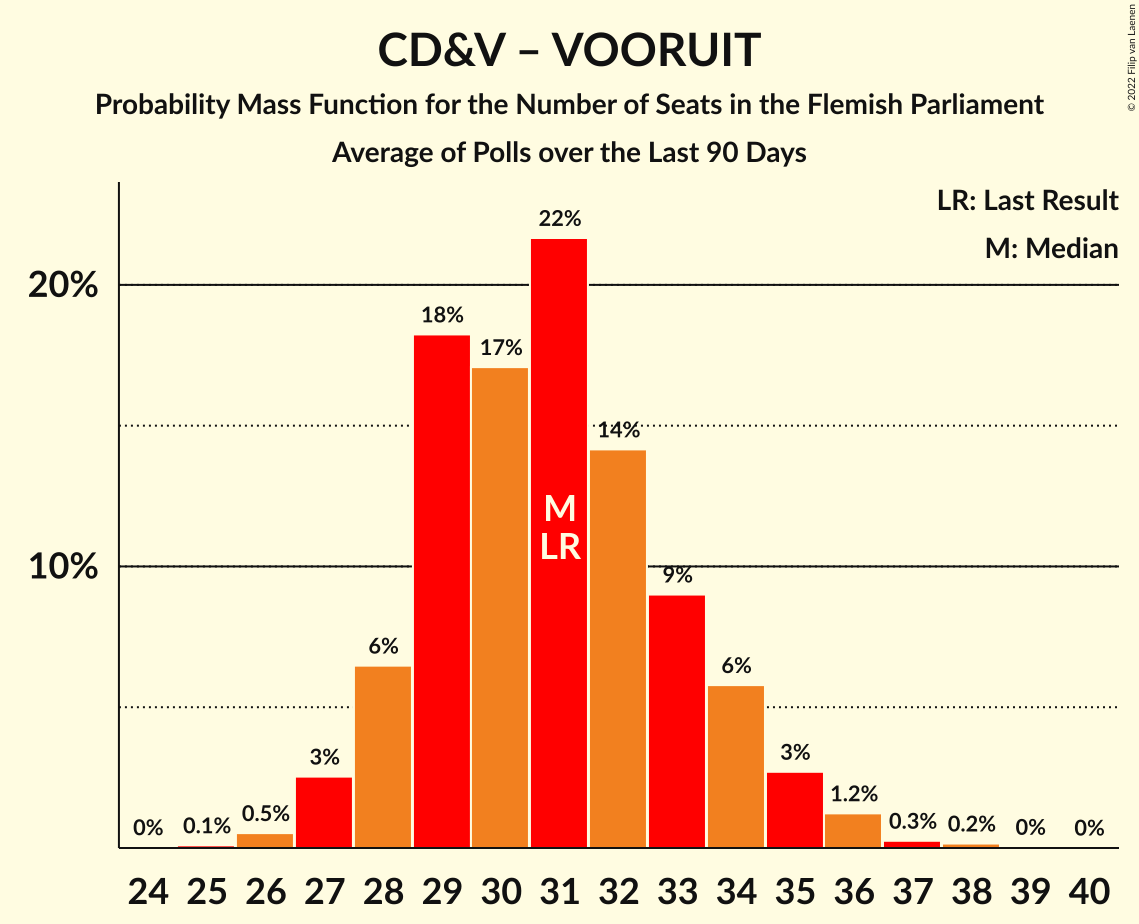 CD&V – VOORUIT
Probability Mass Function for the Number of Seats in the Flemish Parliament
Average of Polls over the Last 90 Days
© 2022 Filip van Laenen
LR: Last Result
M: Median
20%
10%
0%
0.1%
0.5%
3%
6%
18%
17%
22%
14%
9%
6%
3%
1.2%
0.3%
0.2%
0%
0%
M
LR
24 25 26 27 28 29 30 31 32 33 34 35 36 37 38 39 40